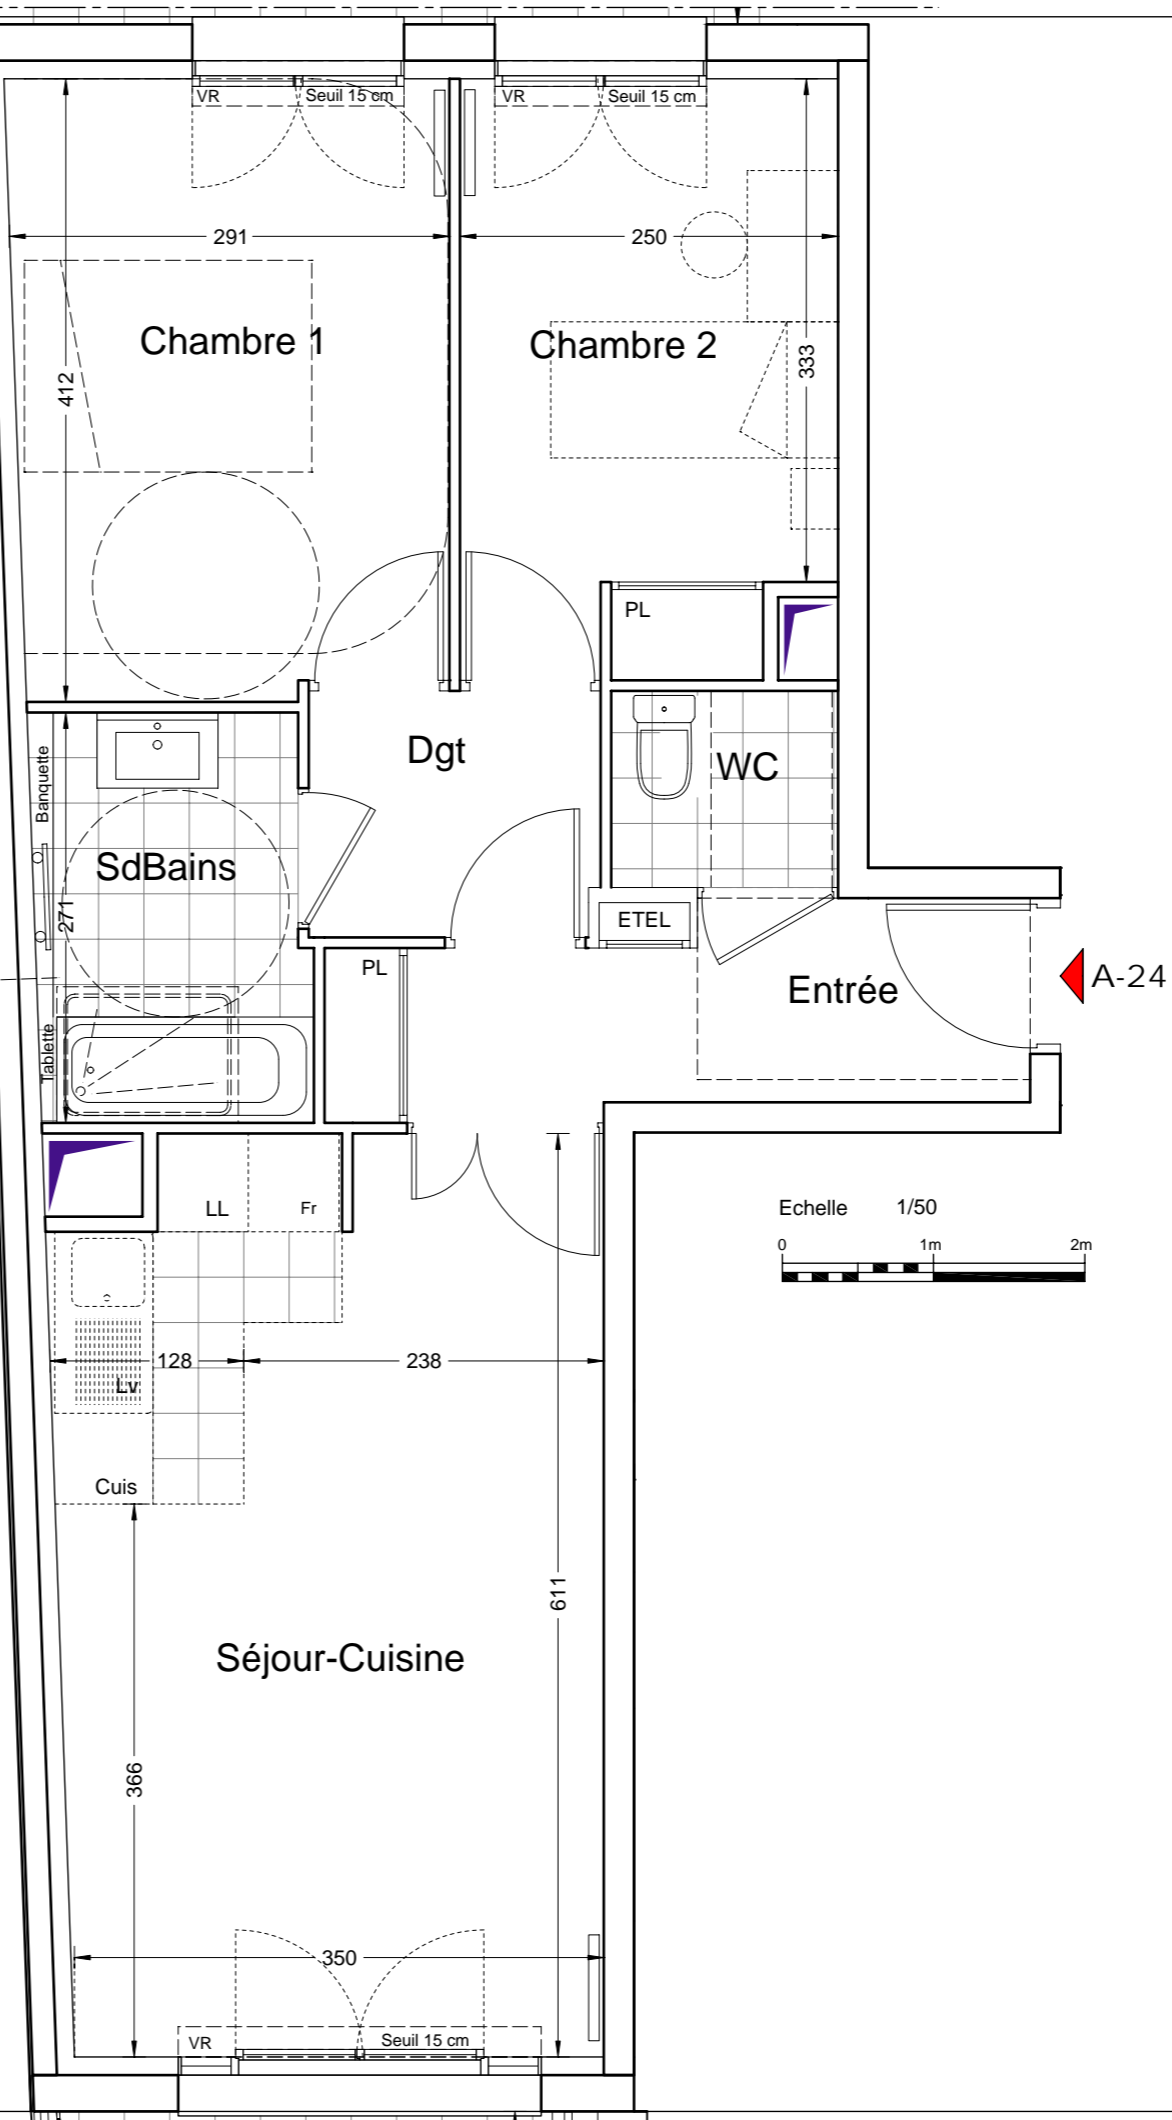 VR Seuil 15 cm VR Seuil 15 cm
291 250
Chambre 1 Chambre 2
412 333
PL
Dgt WC
Banquette
SdBains
271
ETEL
PL
Entrée A-24
Tablette
LL Fr
Echelle 1/50
0 1m 2m
128 238
Lv
Cuis
611
Séjour-Cuisine
366
350
VR Seuil 15 cm